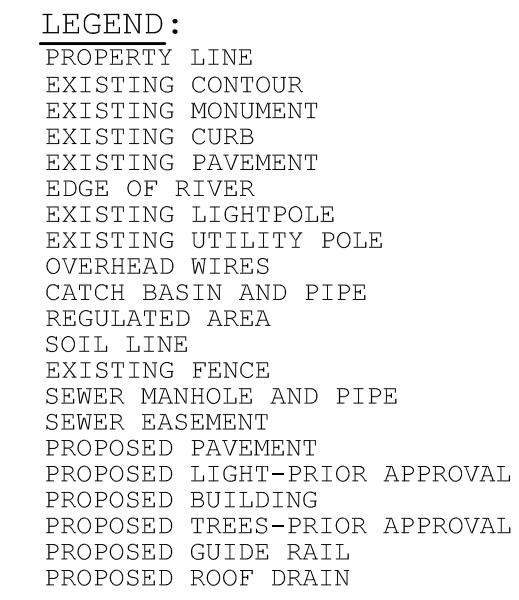 LEGEND:
PROPERTY LINE
EXISTING CONTOUR
EXISTING MONUMENT
EXISTING CURB
EXISTING PAVEMENT
EDGE OF RIVER
EXISTING LIGHTPOLE
EXISTING UTILITY POLE
OVERHEAD WIRES
CATCH BASIN AND PIPE
REGULATED AREA
SOIL LINE
EXISTING FENCE
SEWER MANHOLE AND PIPE
SEWER EASEMENT
PROPOSED PAVEMENT
PROPOSED LIGHT-PRIOR APPROVAL
PROPOSED BUILDING
PROPOSED TREES-PRIOR APPROVAL
PROPOSED GUIDE RAIL
PROPOSED ROOF DRAIN